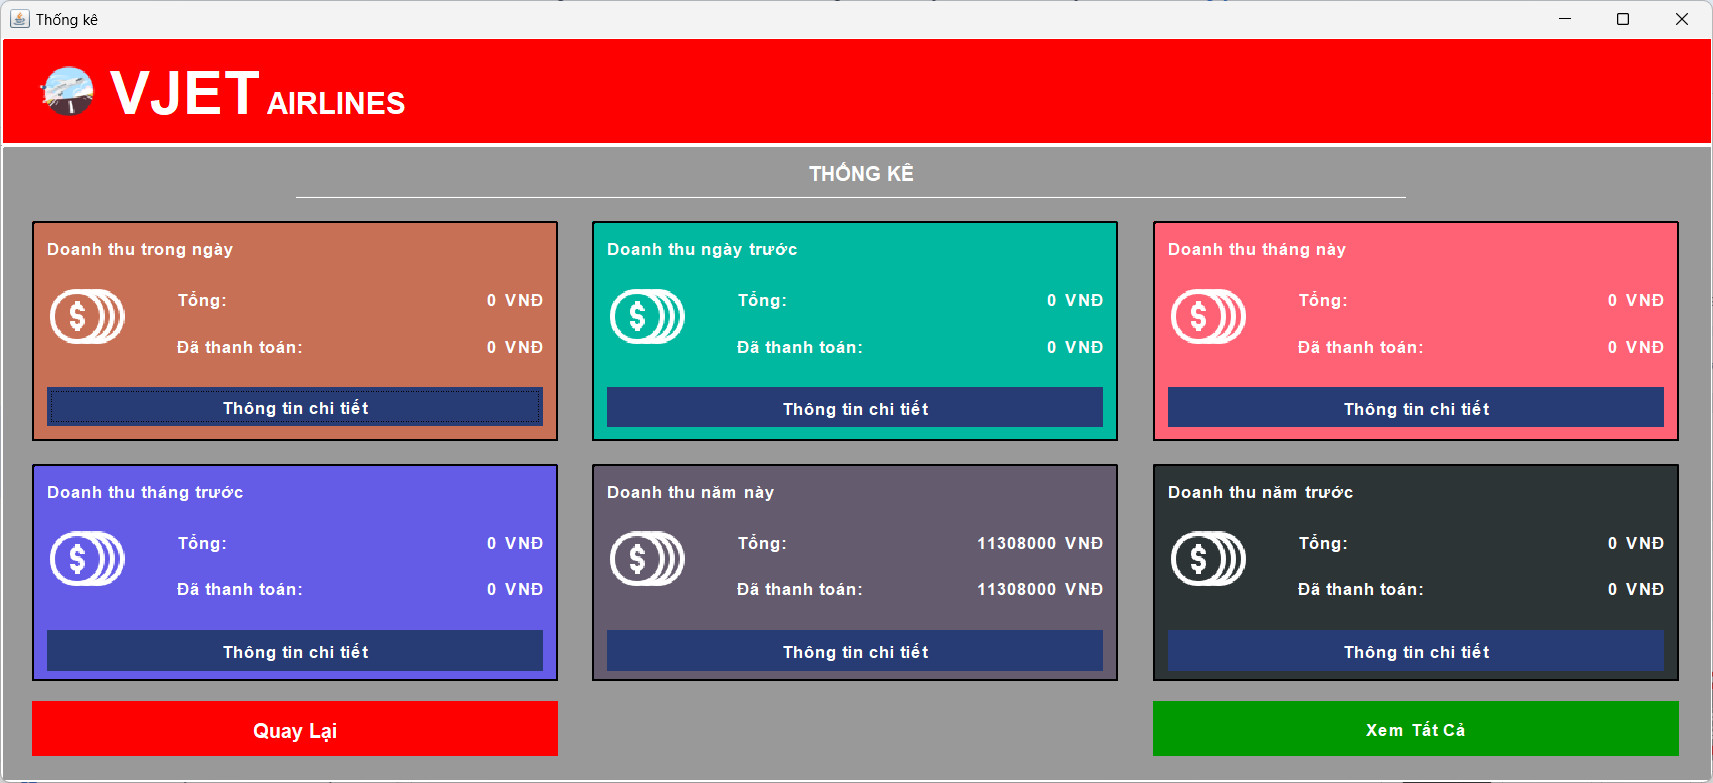 Thống kê
VJET AIRLINES
THỐNG KÊ
Doanh thu trong ngày
Tổng: 0 VNĐ
Đã thanh toán: 0 VNĐ
Thông tin chi tiết
Doanh thu ngày trước
Tổng: 0 VNĐ
Đã thanh toán: 0 VNĐ
Thông tin chi tiết
Doanh thu tháng này
Tổng: 0 VNĐ
Đã thanh toán: 0 VNĐ
Thông tin chi tiết
Doanh thu tháng trước
Tổng: 0 VNĐ
Đã thanh toán: 0 VNĐ
Thông tin chi tiết
Doanh thu năm này
Tổng: 11308000 VNĐ
Đã thanh toán: 11308000 VNĐ
Thông tin chi tiết
Doanh thu năm trước
Tổng: 0 VNĐ
Đã thanh toán: 0 VNĐ
Thông tin chi tiết
Quay Lại
Xem Tất Cả